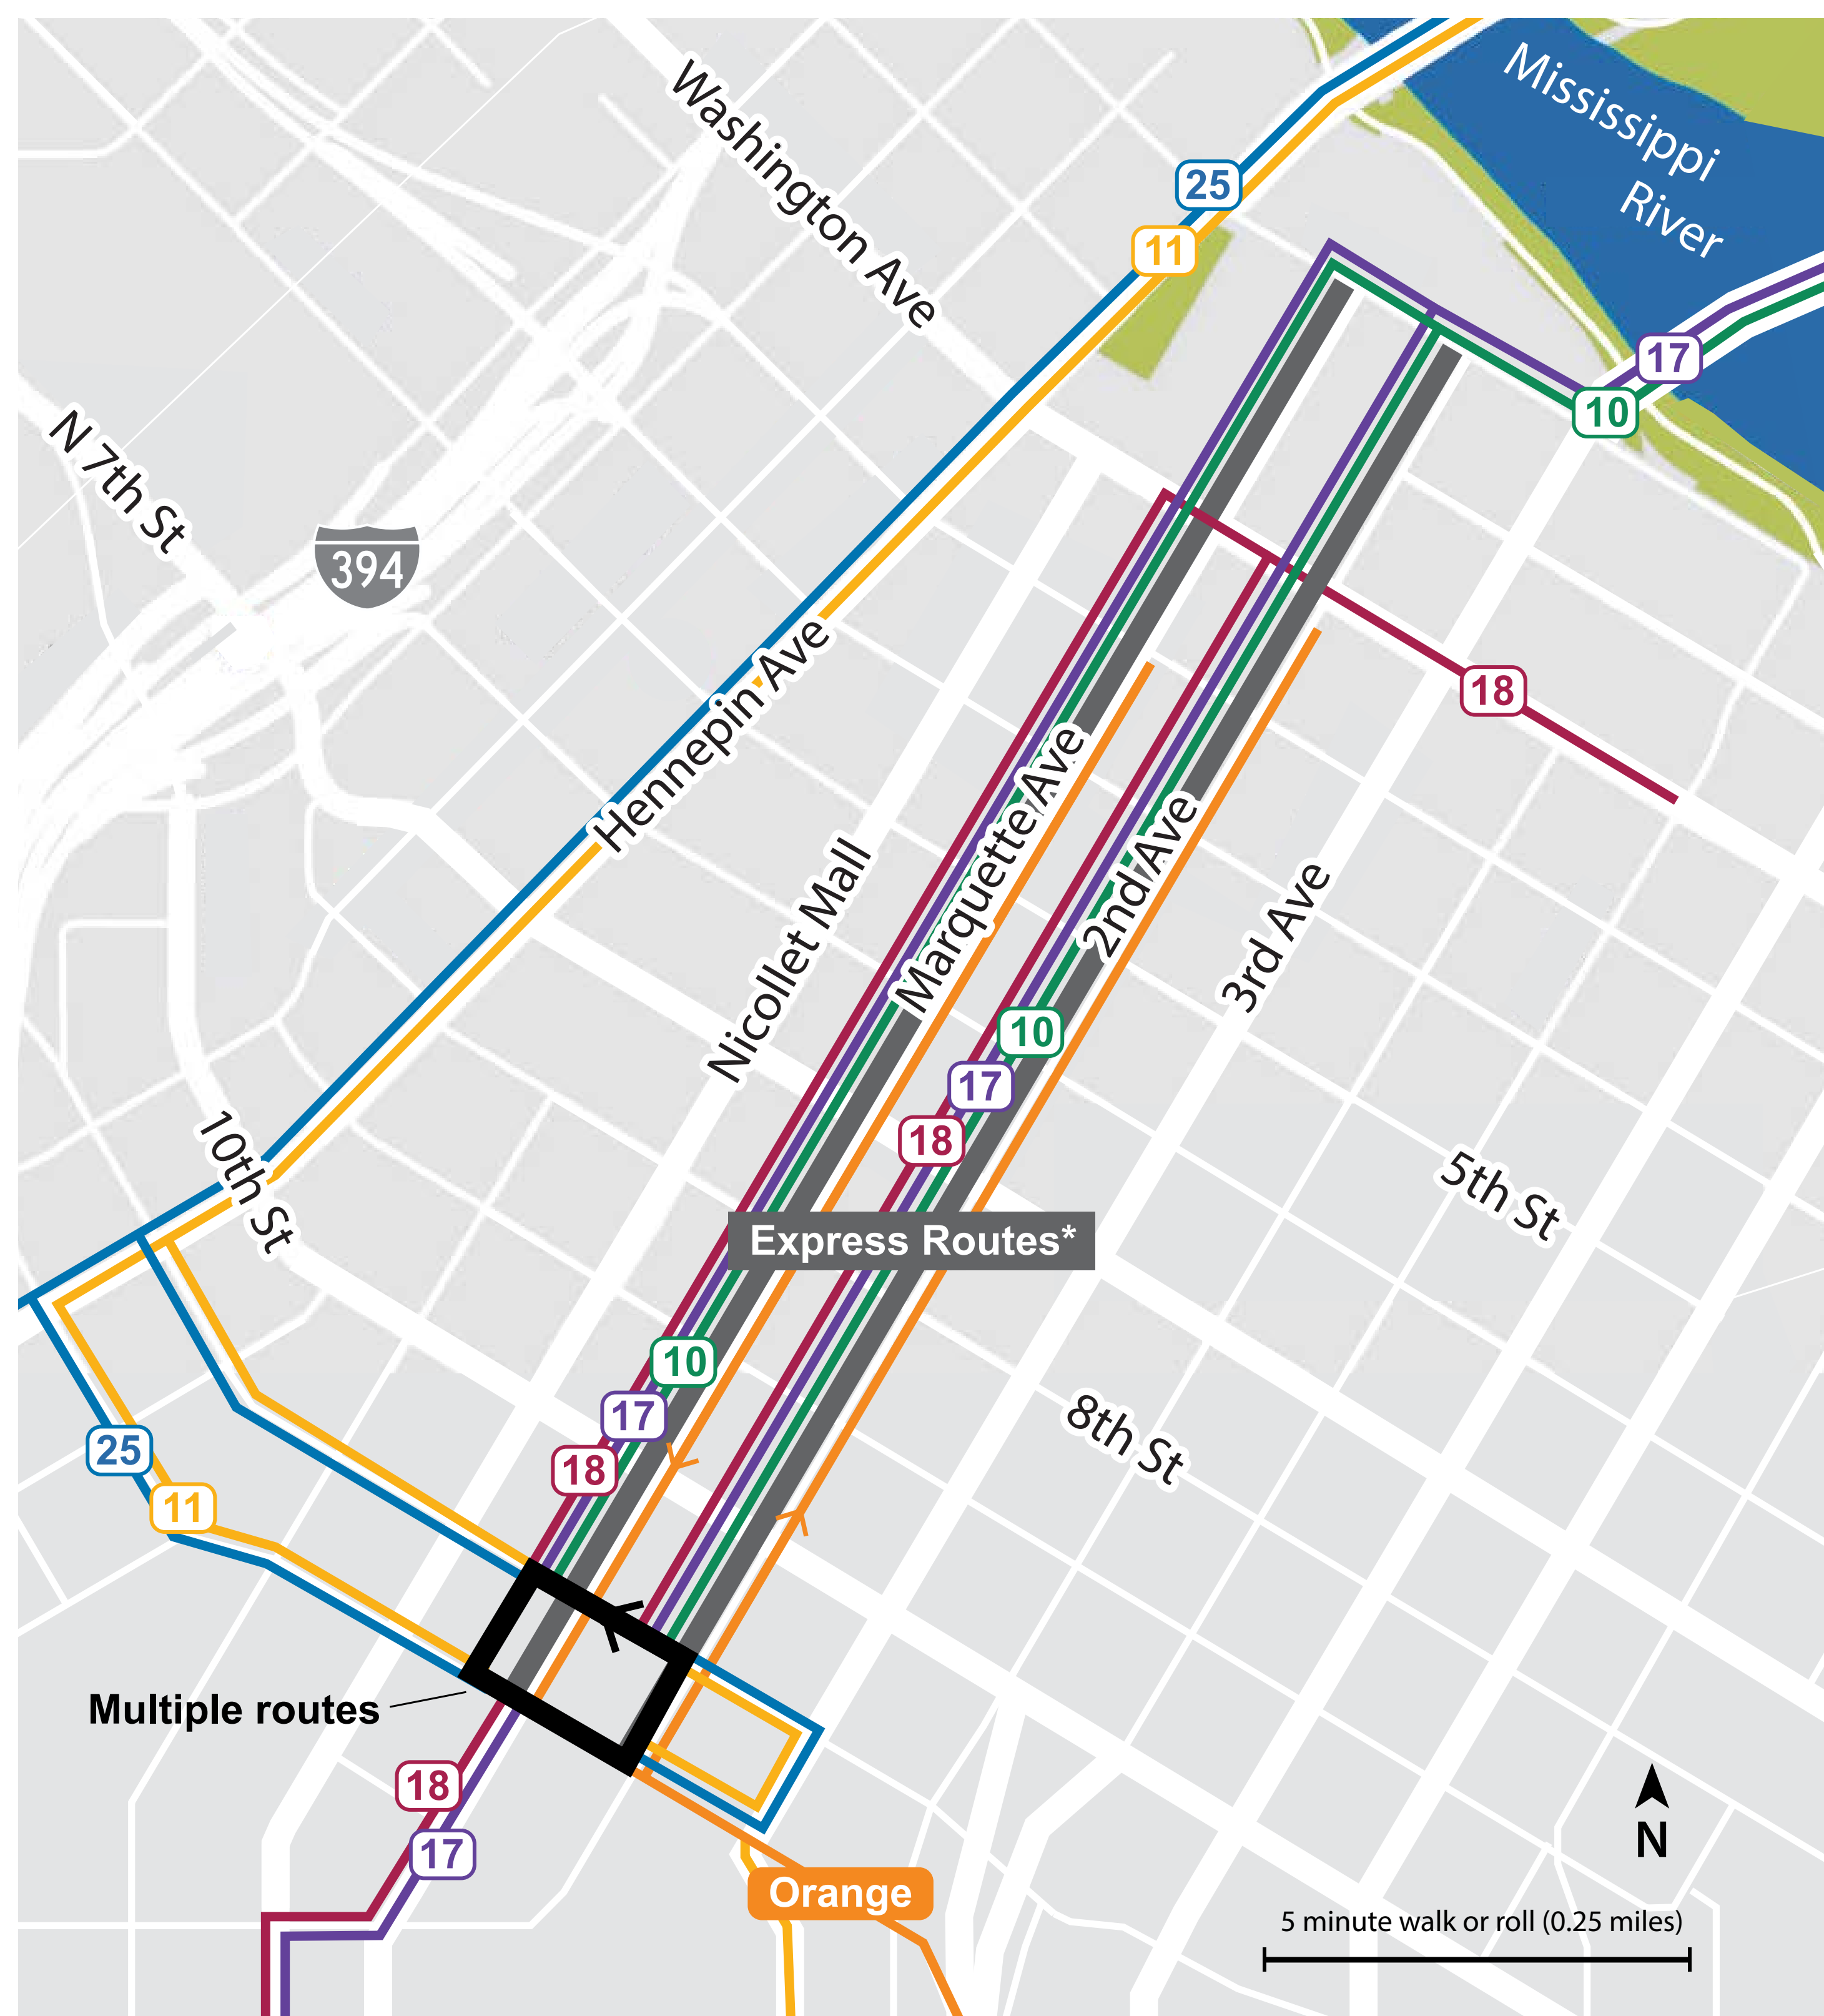 Washington Ave
Mississippi
River
25
11
17
10
N 7th St
394
18
Hennepin Ave
Marquette Ave
2nd Ave
Nicollet Mall
3rd Ave
10
17
18
10th St
5th St
Express Routes*
10
17
18
8th St
25
11
Multiple routes
18
17
Orange
N
5 minute walk or roll (0.25 miles)